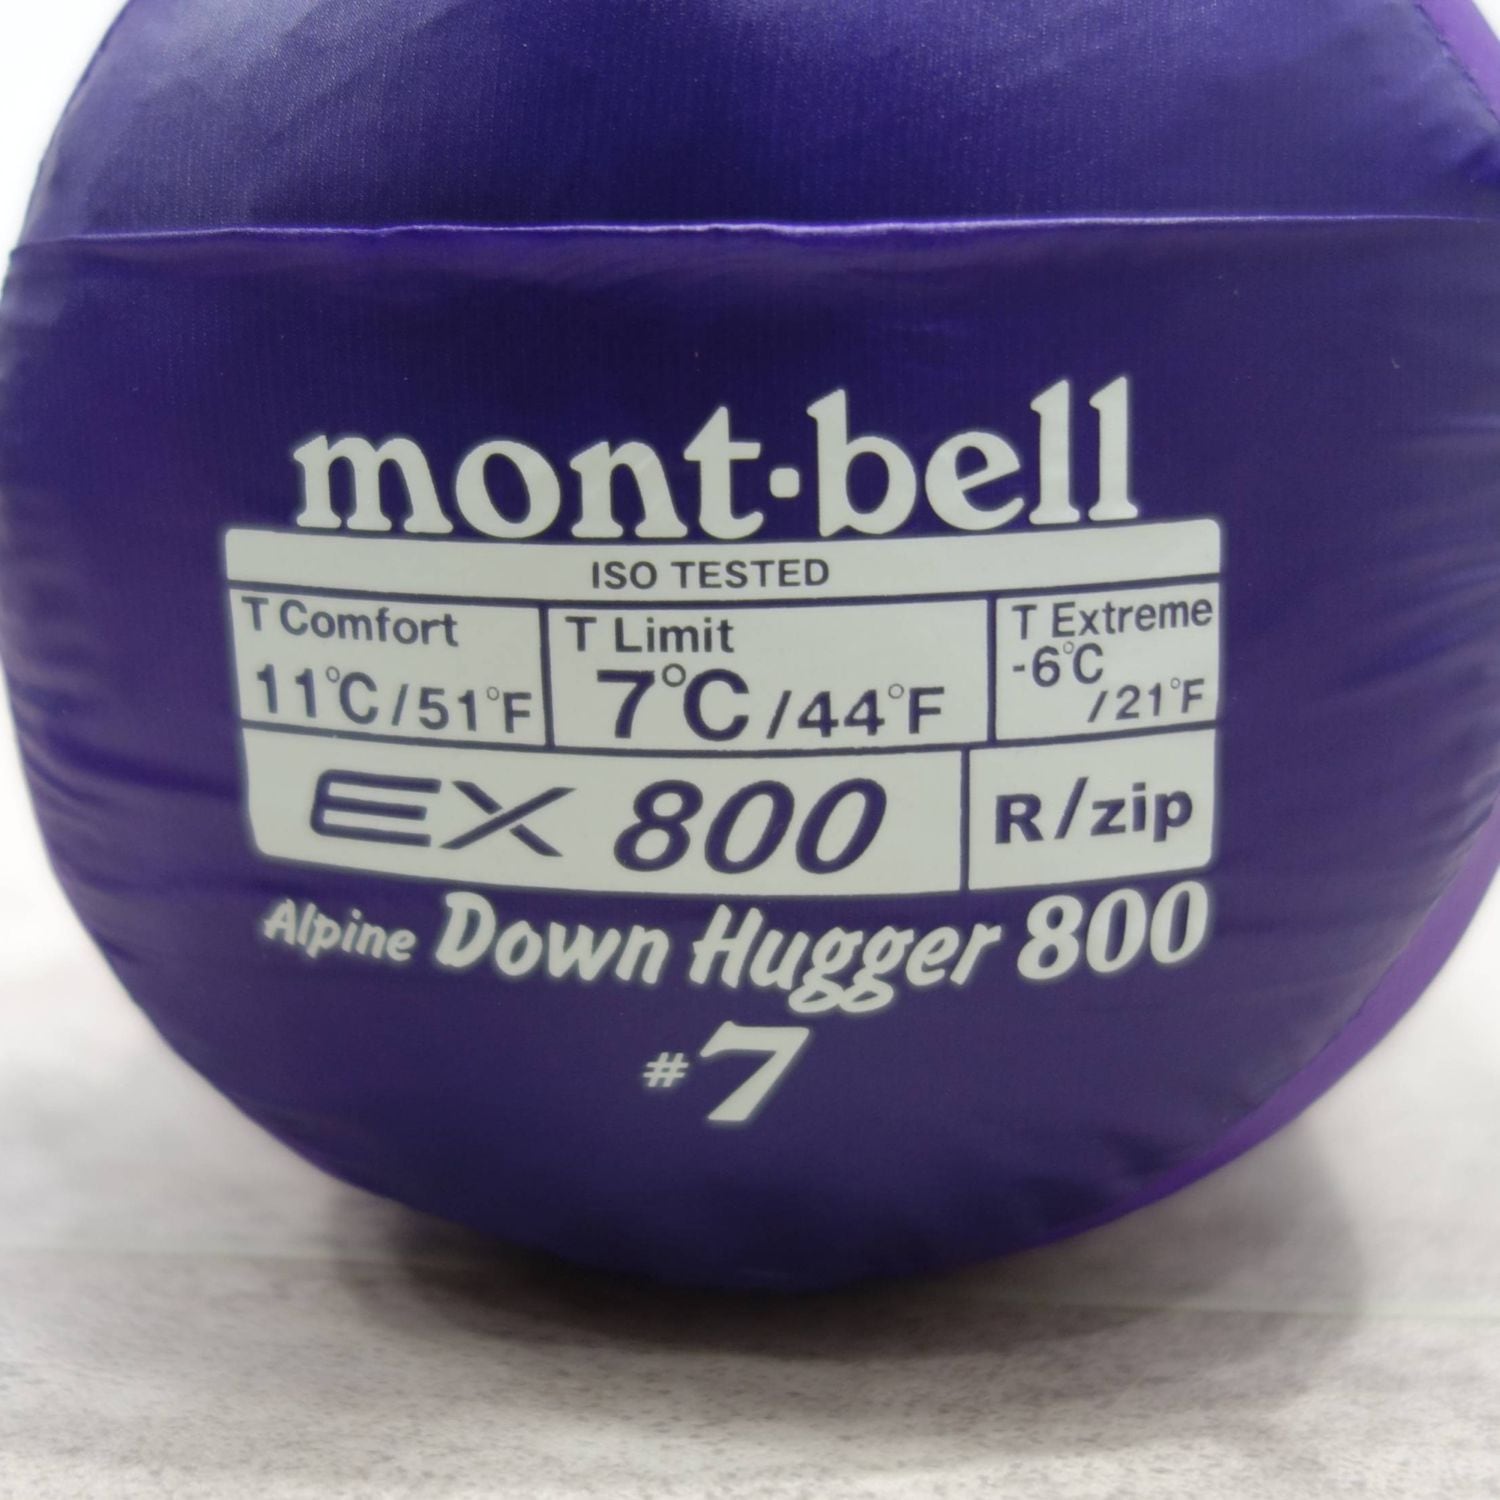 mont·bell
ISO TESTED
T Comfort
11°C/51°F
T Limit
7°C/44°F
T Extreme
-6°C
/21°F
EX 800
R/zip
Alpine Down Hugger 800
#7